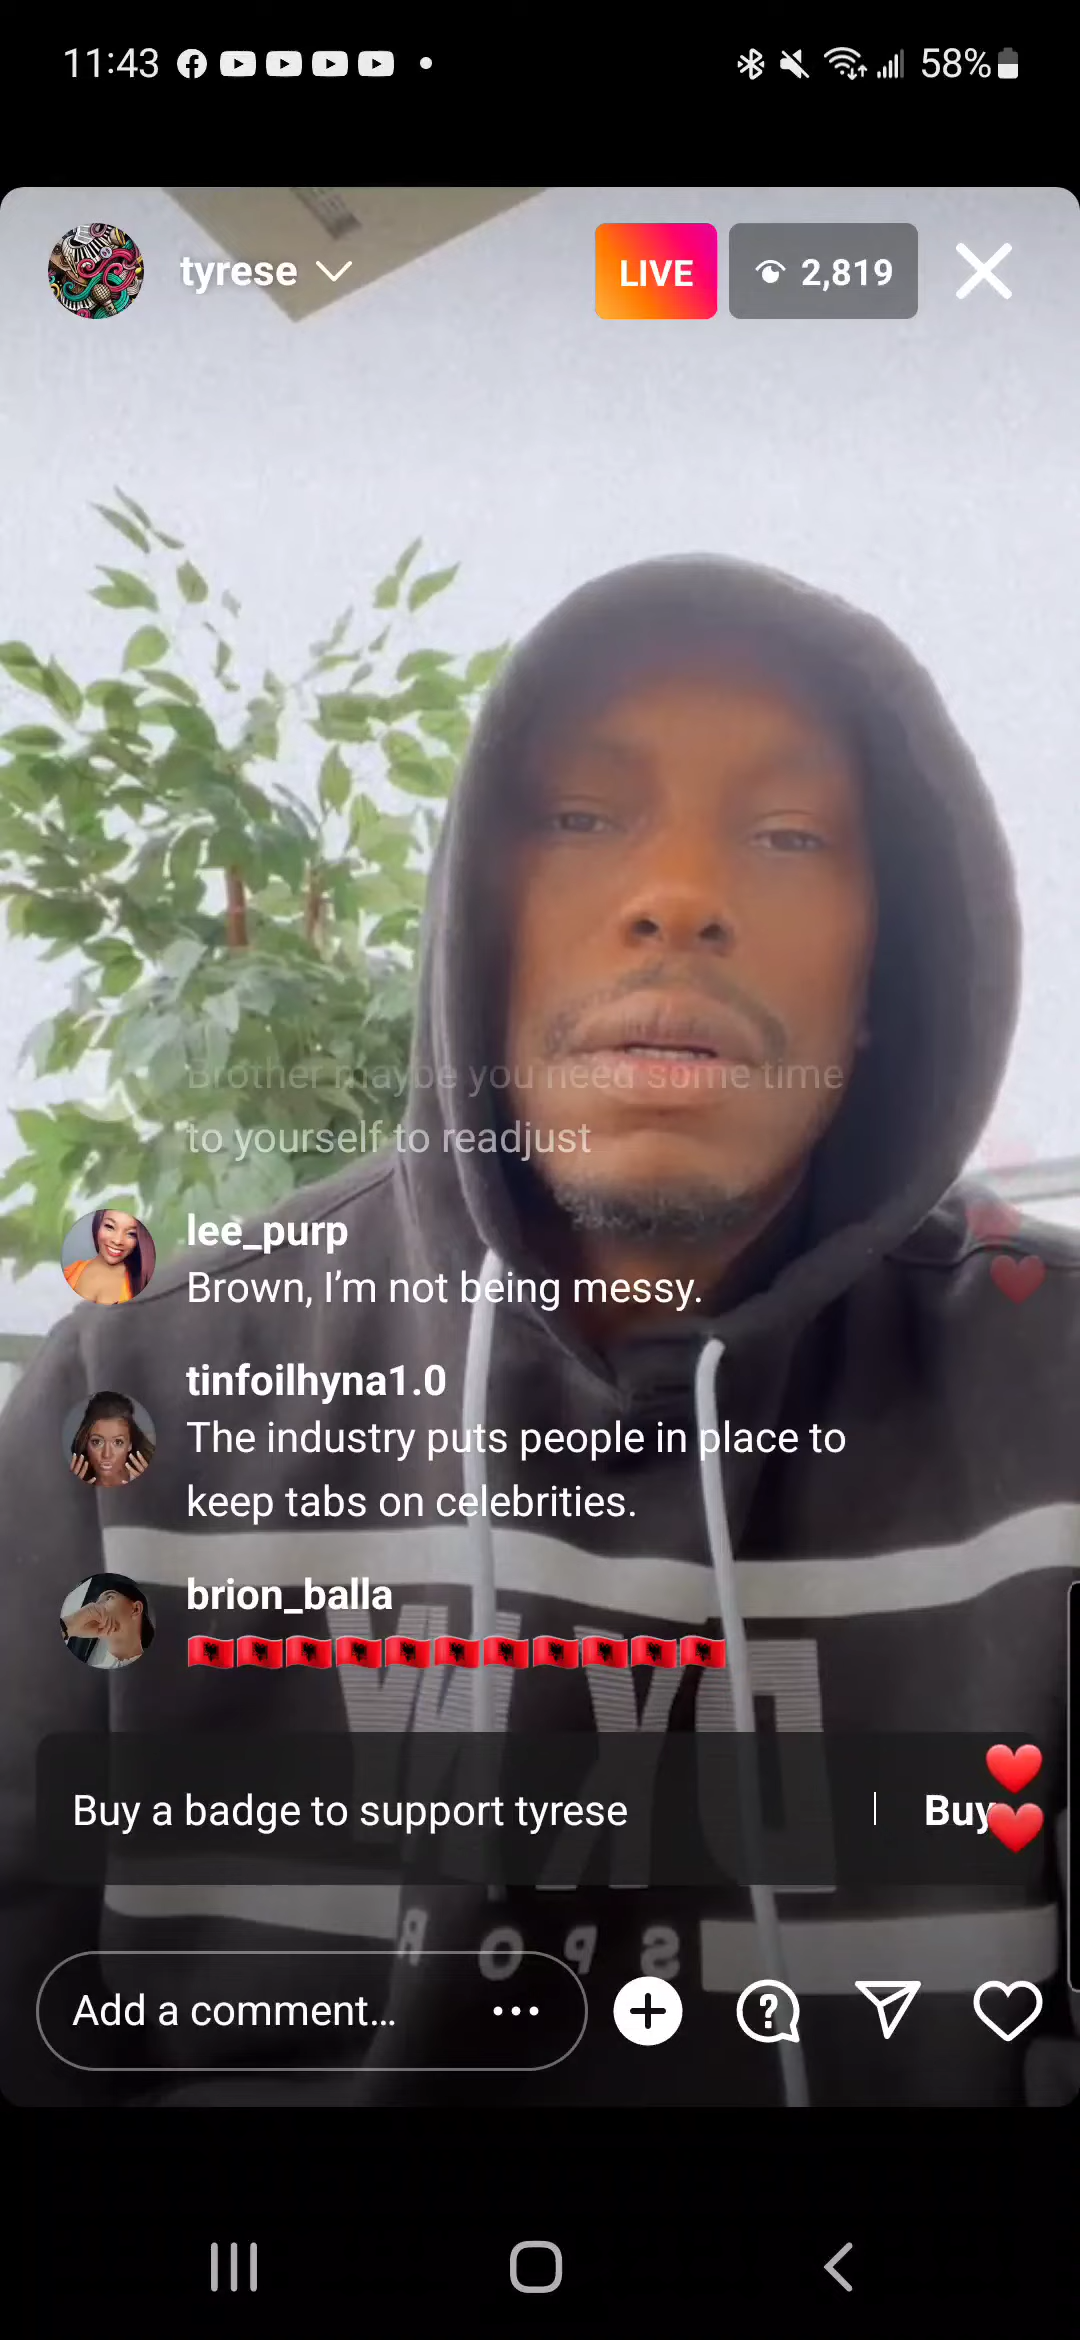 11:43
58%
tyrese
LIVE
2,819
Brother maybe you need some time
to yourself to readjust
lee_purp
Brown, I’m not being messy.
tinfoilhyna1.0
The industry puts people in place to
keep tabs on celebrities.
brion_balla
🇦🇱🇦🇱🇦🇱🇦🇱🇦🇱🇦🇱🇦🇱🇦🇱🇦🇱🇦🇱🇦🇱
Buy a badge to support tyrese
Buy
Add a comment...